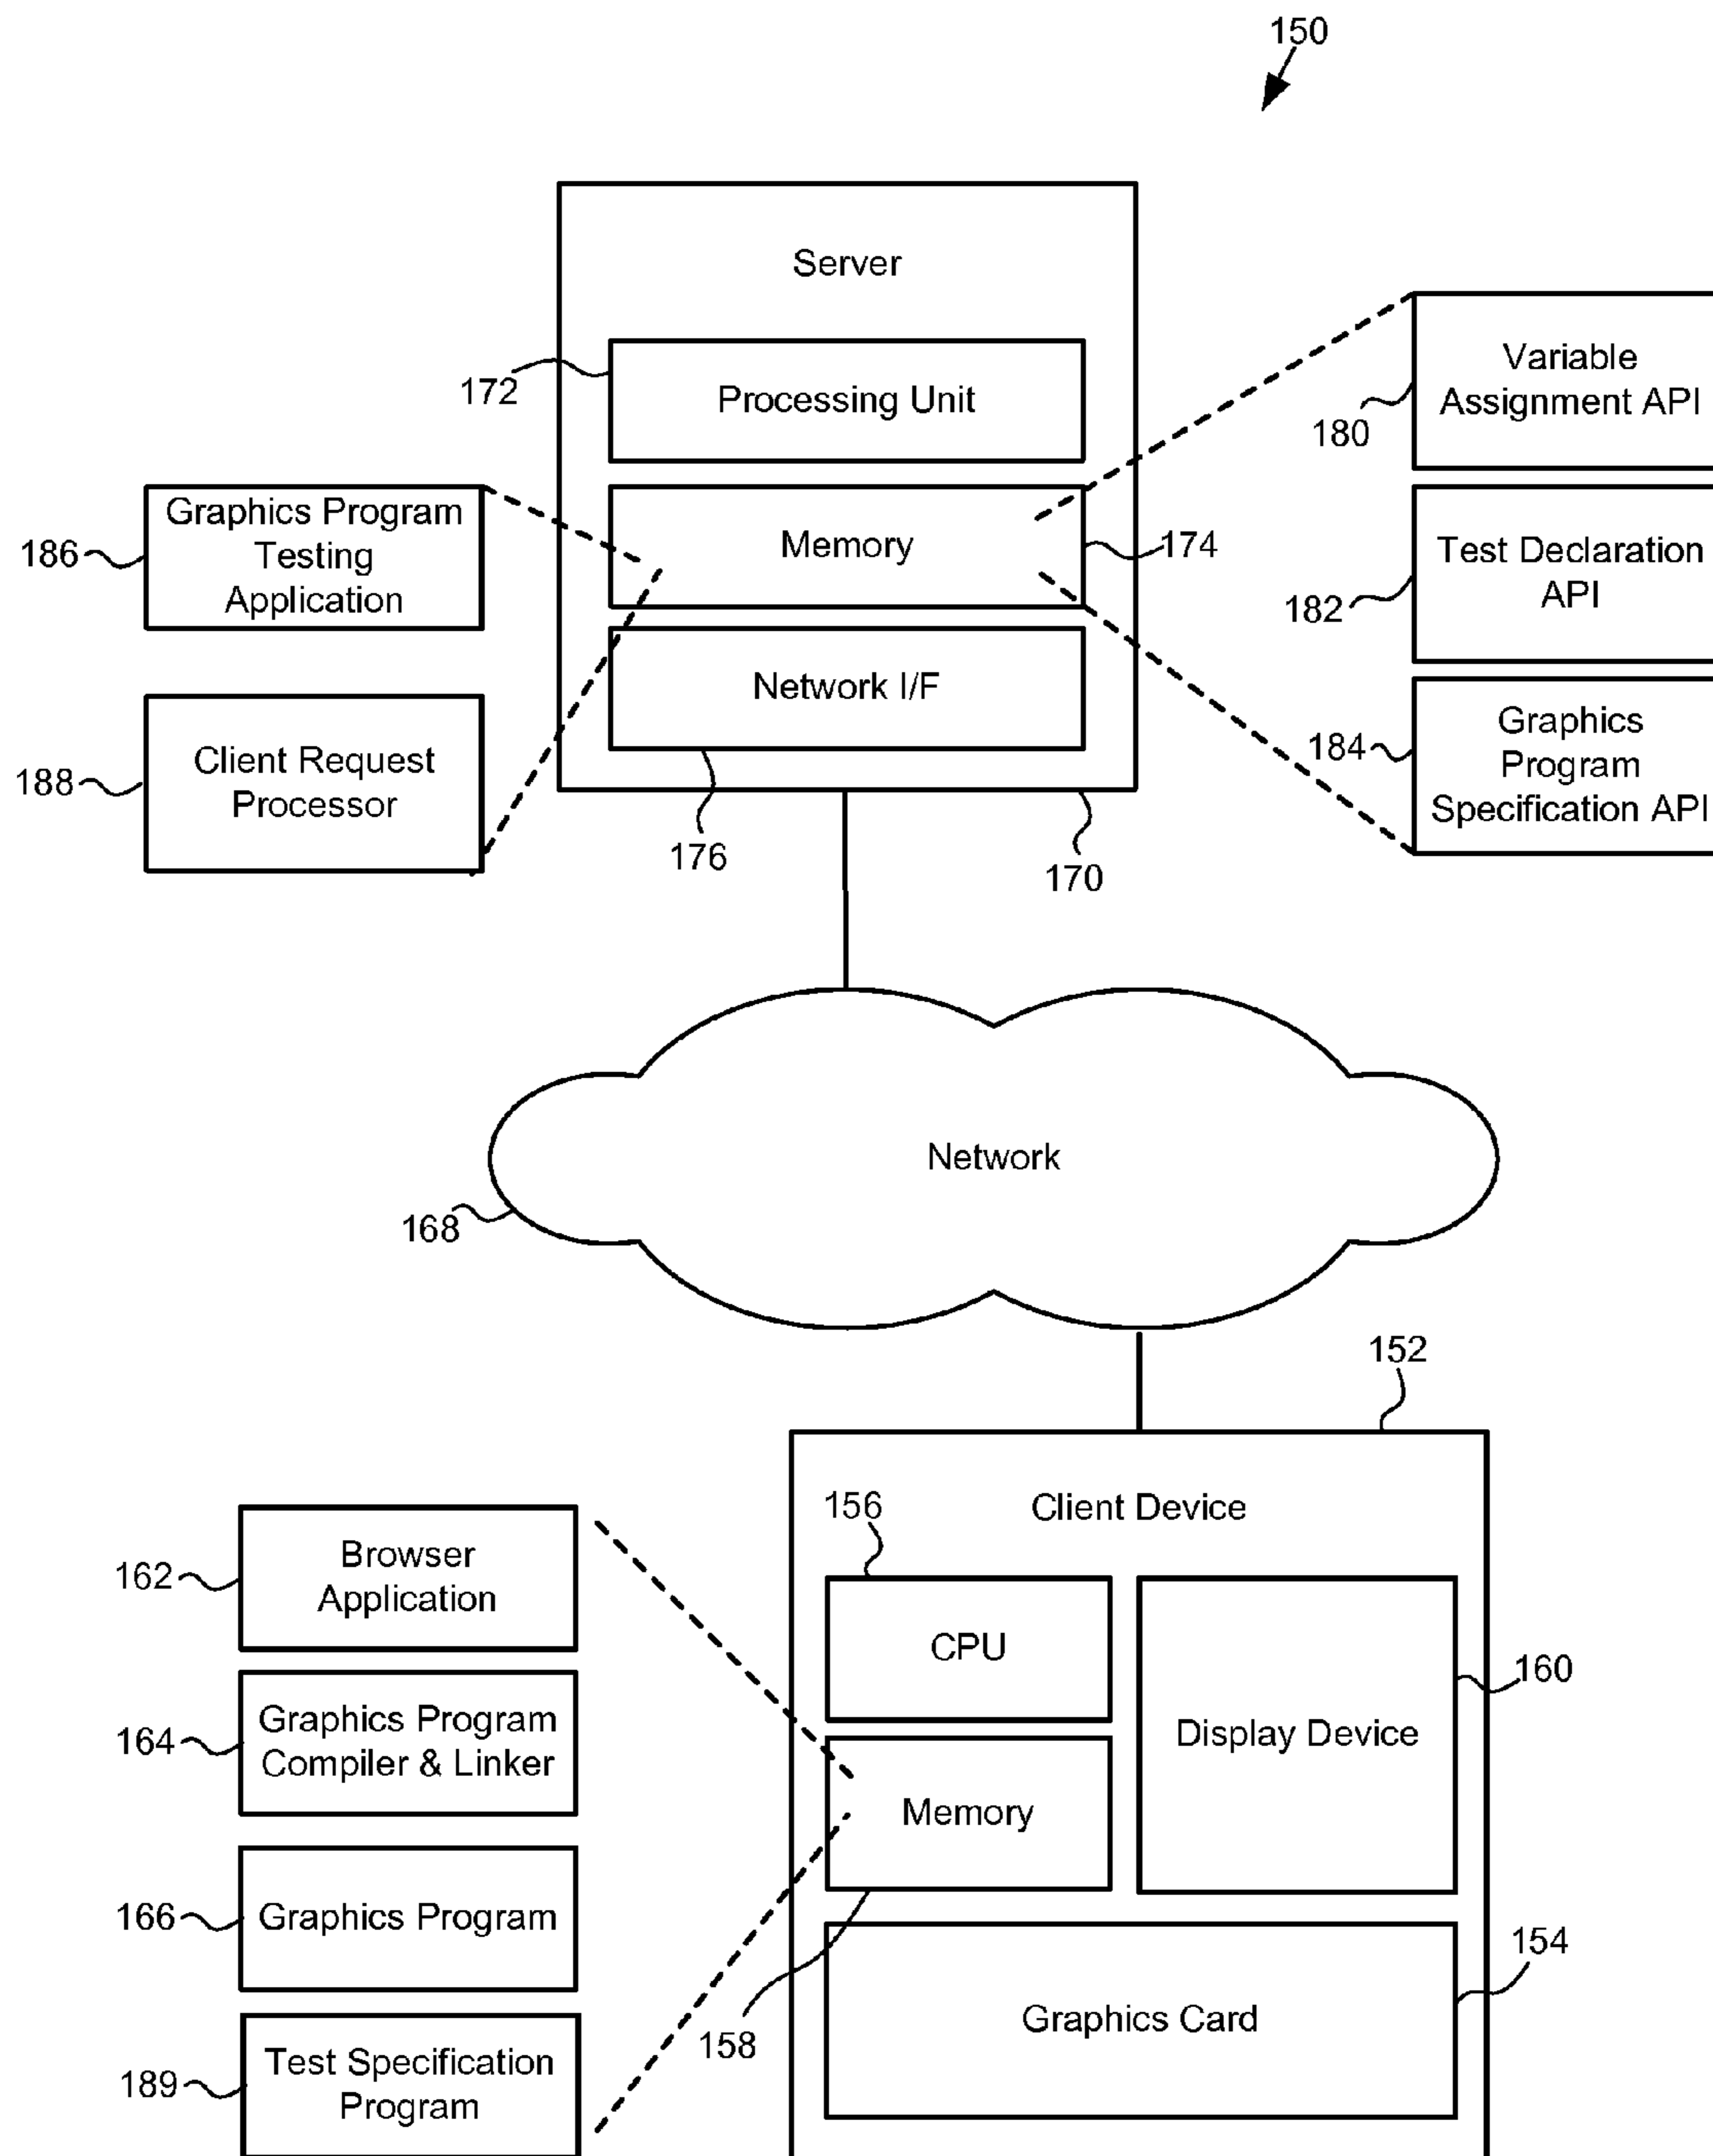 150
Server
172
Processing Unit
Variable
Assignment API
180
186
Graphics Program
Testing
Application
Memory
174
Test Declaration
API
182
188
Client Request
Processor
Network I/F
176
170
184
Graphics
Program
Specification API
Network
168
152
Client Device
156
CPU
160
Display Device
162
Browser
Application
164
Graphics Program
Compiler & Linker
Memory
166
Graphics Program
158
154
Graphics Card
189
Test Specification
Program